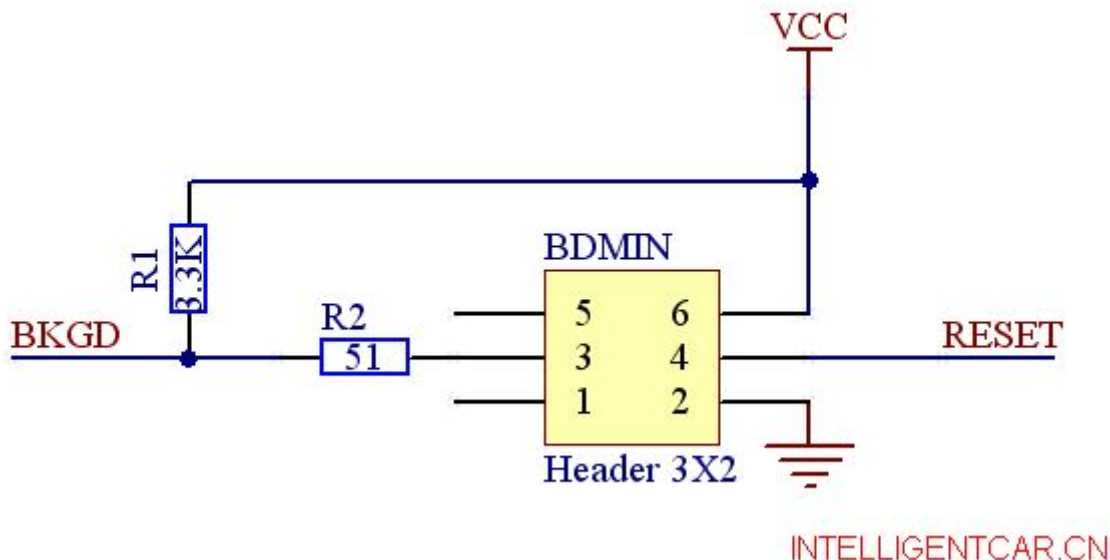 VCC
R1
3.3K
BDMIN
BKGD
R2
51
5 6
3 4
1 2
RESET
Header 3X2
INTELLIGENTCAR.CN